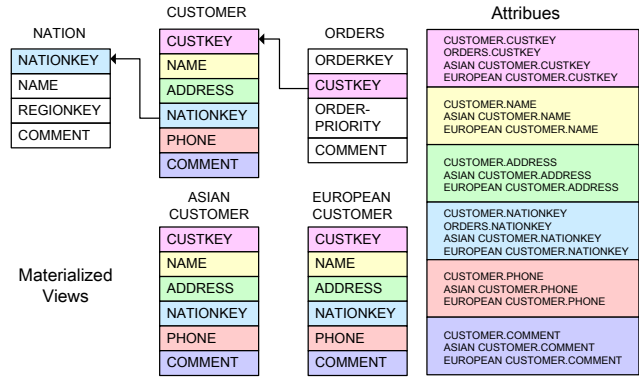 NATION
NATIONKEY
NAME
REGIONKEY
COMMENT
CUSTOMER
CUSTKEY
NAME
ADDRESS
NATIONKEY
PHONE
COMMENT
ORDERS
ORDERKEY
CUSTKEY
ORDER-
PRIORITY
COMMENT
Materialized
Views
ASIAN
CUSTOMER
CUSTKEY
NAME
ADDRESS
NATIONKEY
PHONE
COMMENT
EUROPEAN
CUSTOMER
CUSTKEY
NAME
ADDRESS
NATIONKEY
PHONE
COMMENT
Attribues
CUSTOMER.CUSTKEY
ORDERS.CUSTKEY
ASIAN CUSTOMER.CUSTKEY
EUROPEAN CUSTOMER.CUSTKEY
CUSTOMER.NAME
ASIAN CUSTOMER.NAME
EUROPEAN CUSTOMER.NAME
CUSTOMER.ADDRESS
ASIAN CUSTOMER.ADDRESS
EUROPEAN CUSTOMER.ADDRESS
CUSTOMER.NATIONKEY
ORDERS.NATIONKEY
ASIAN CUSTOMER.NATIONKEY
EUROPEAN CUSTOMER.NATIONKEY
CUSTOMER.PHONE
ASIAN CUSTOMER.PHONE
EUROPEAN CUSTOMER.PHONE
CUSTOMER.COMMENT
ASIAN CUSTOMER.COMMENT
EUROPEAN CUSTOMER.COMMENT